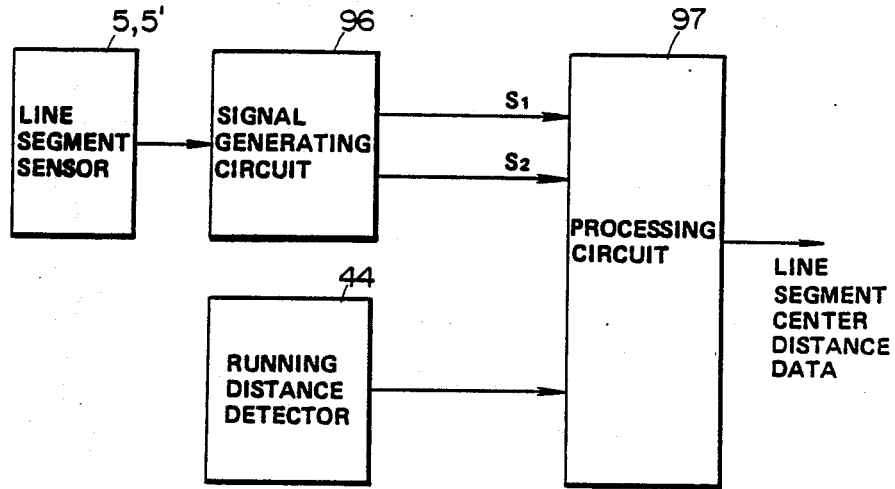 5,5'
96
97
LINE
SEGMENT
SENSOR
SIGNAL
GENERATING
CIRCUIT
S1
S2
PROCESSING
CIRCUIT
LINE
SEGMENT
CENTER
DISTANCE
DATA
44
RUNNING
DISTANCE
DETECTOR